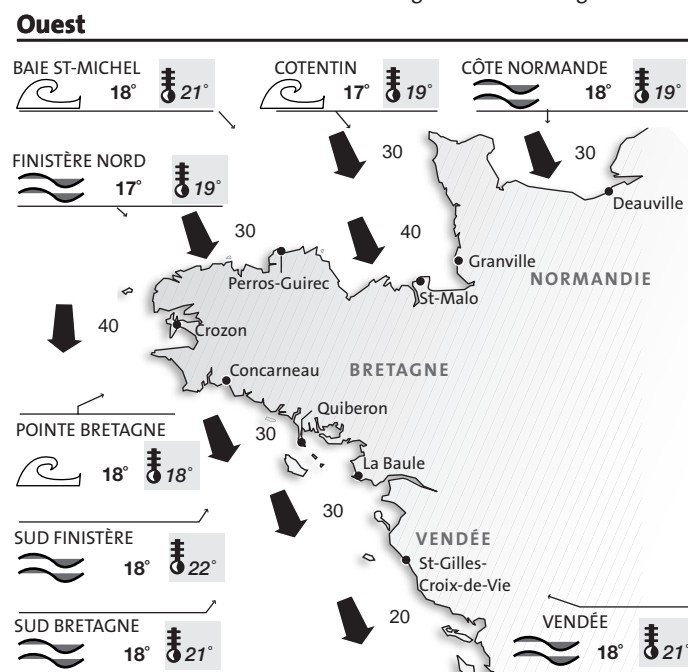 Ouest
BAIE ST-MICHEL
18° 21°
COTENTIN
17° 19°
CÔTE NORMANDE
18° 19°
FINISTÈRE NORD
17° 19°
30
30
30
40
40
30
30
20
Deauville
Granville
NORMANDIE
Perros-Guirec
St-Malo
Crozon
Concarneau
BRETAGNE
Quiberon
La Baule
VENDÉE
St-Gilles-
Croix-de-Vie
POINTE BRETAGNE
18° 18°
SUD FINISTÈRE
18° 22°
SUD BRETAGNE
18° 21°
VENDÉE
18° 21°